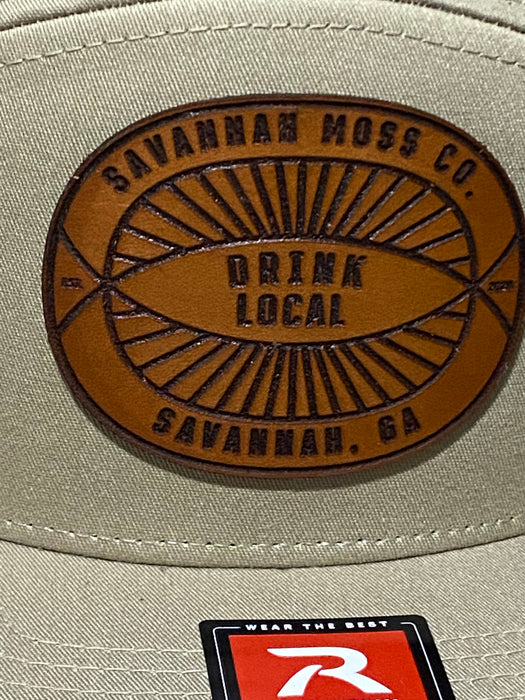 SAVANNAH MOSS CO.
DRINK
LOCAL
SAVANNAH, GA
WEAR THE BEST
R